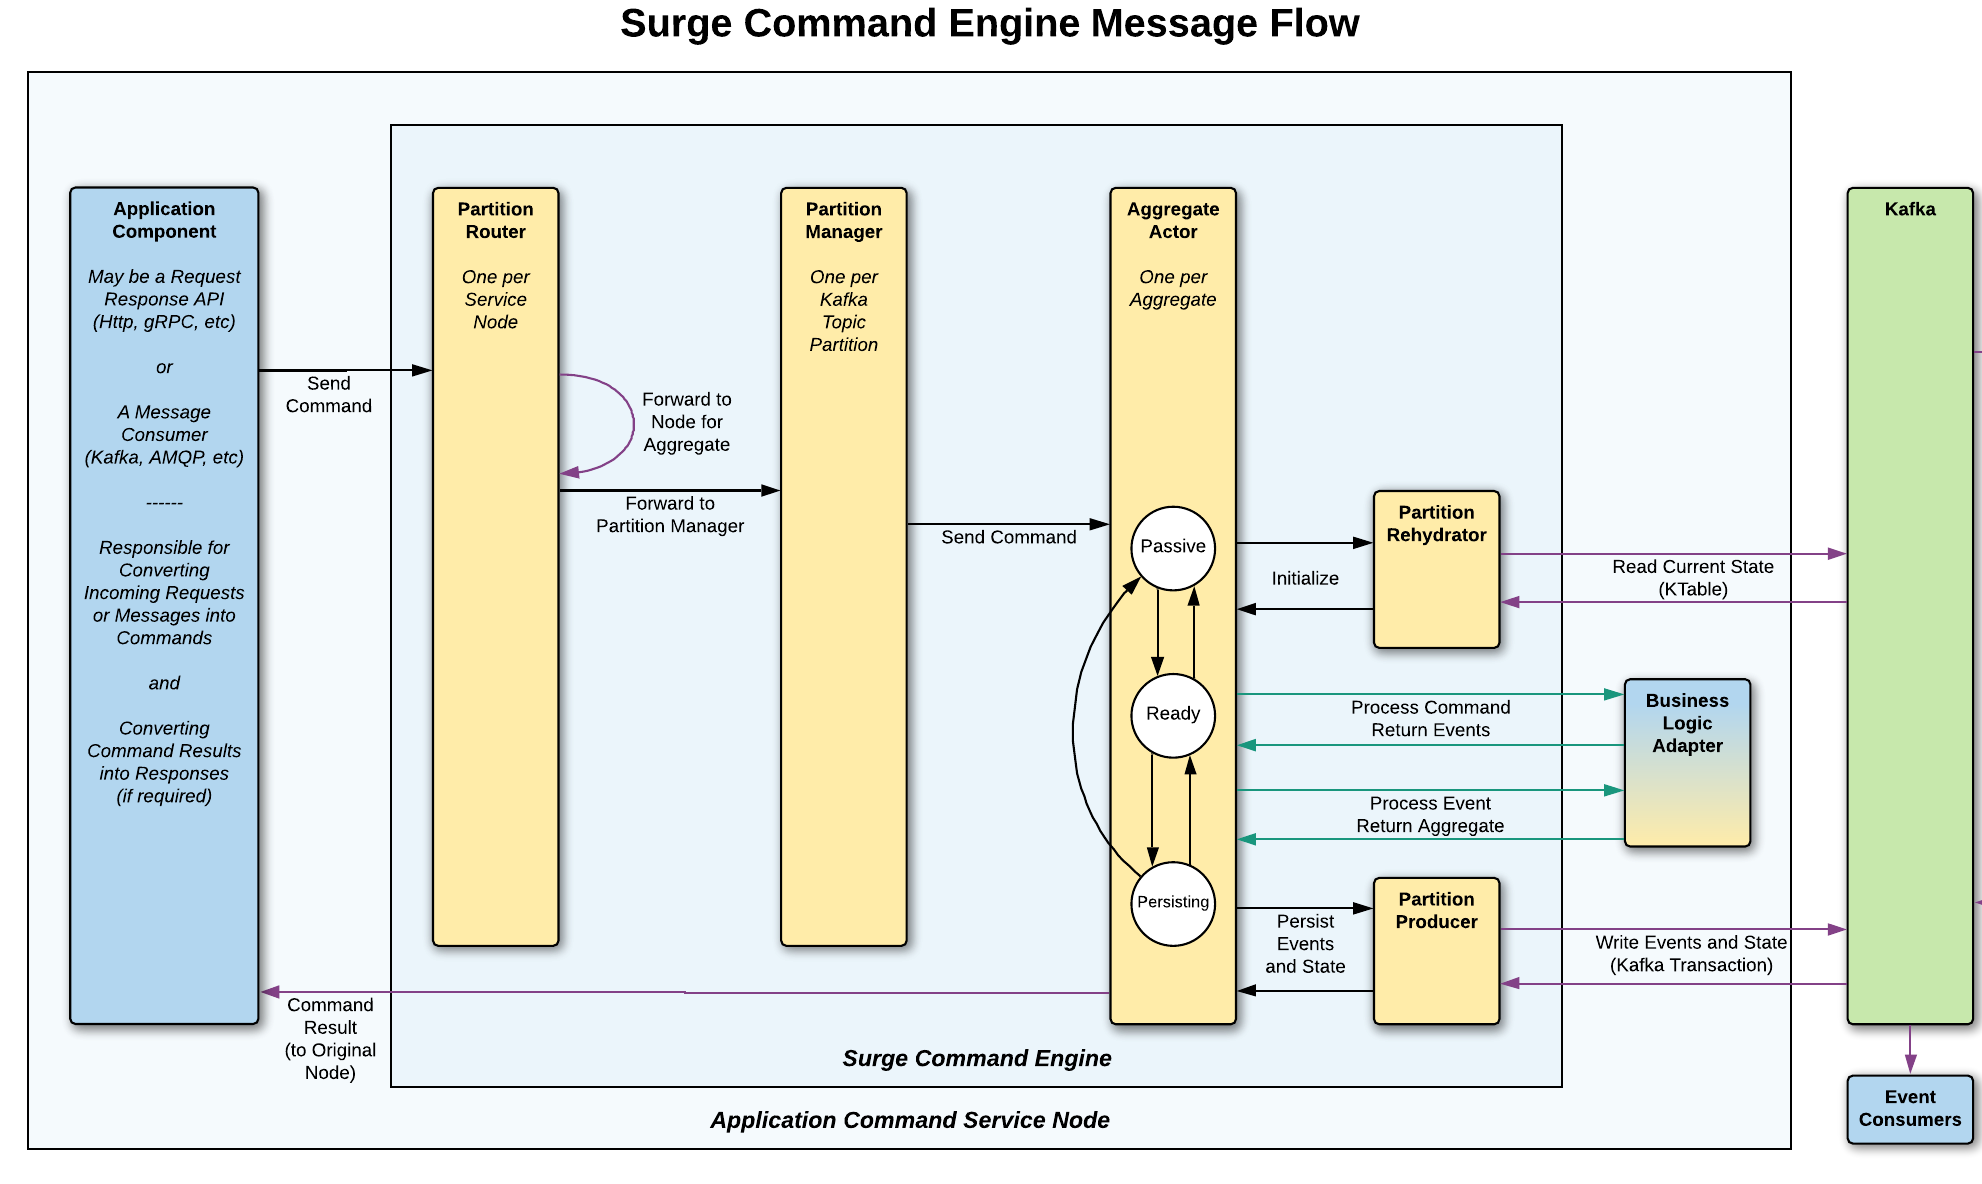 Surge Command Engine Message Flow
Application
Component
May be a Request
Response API
(Http, gRPC, etc)
or
A Message
Consumer
(Kafka, AMQP, etc)
------
Responsible for
Converting
Incoming Requests
or Messages into
Commands
and
Converting
Command Results
into Responses
(if required)
Send
Command
Partition
Router
One per
Service
Node
Forward to
Node for
Aggregate
Forward to
Partition Manager
Partition
Manager
One per
Kafka
Topic
Partition
Send Command
Aggregate
Actor
One per
Aggregate
Passive
Ready
Persisting
Initialize
Partition
Rehydrator
Read Current State
(KTable)
Process Command
Return Events
Process Event
Return Aggregate
Business
Logic
Adapter
Persist
Events
and State
Partition
Producer
Write Events and State
(Kafka Transaction)
Kafka
Event
Consumers
Command
Result
(to Original
Node)
Surge Command Engine
Application Command Service Node